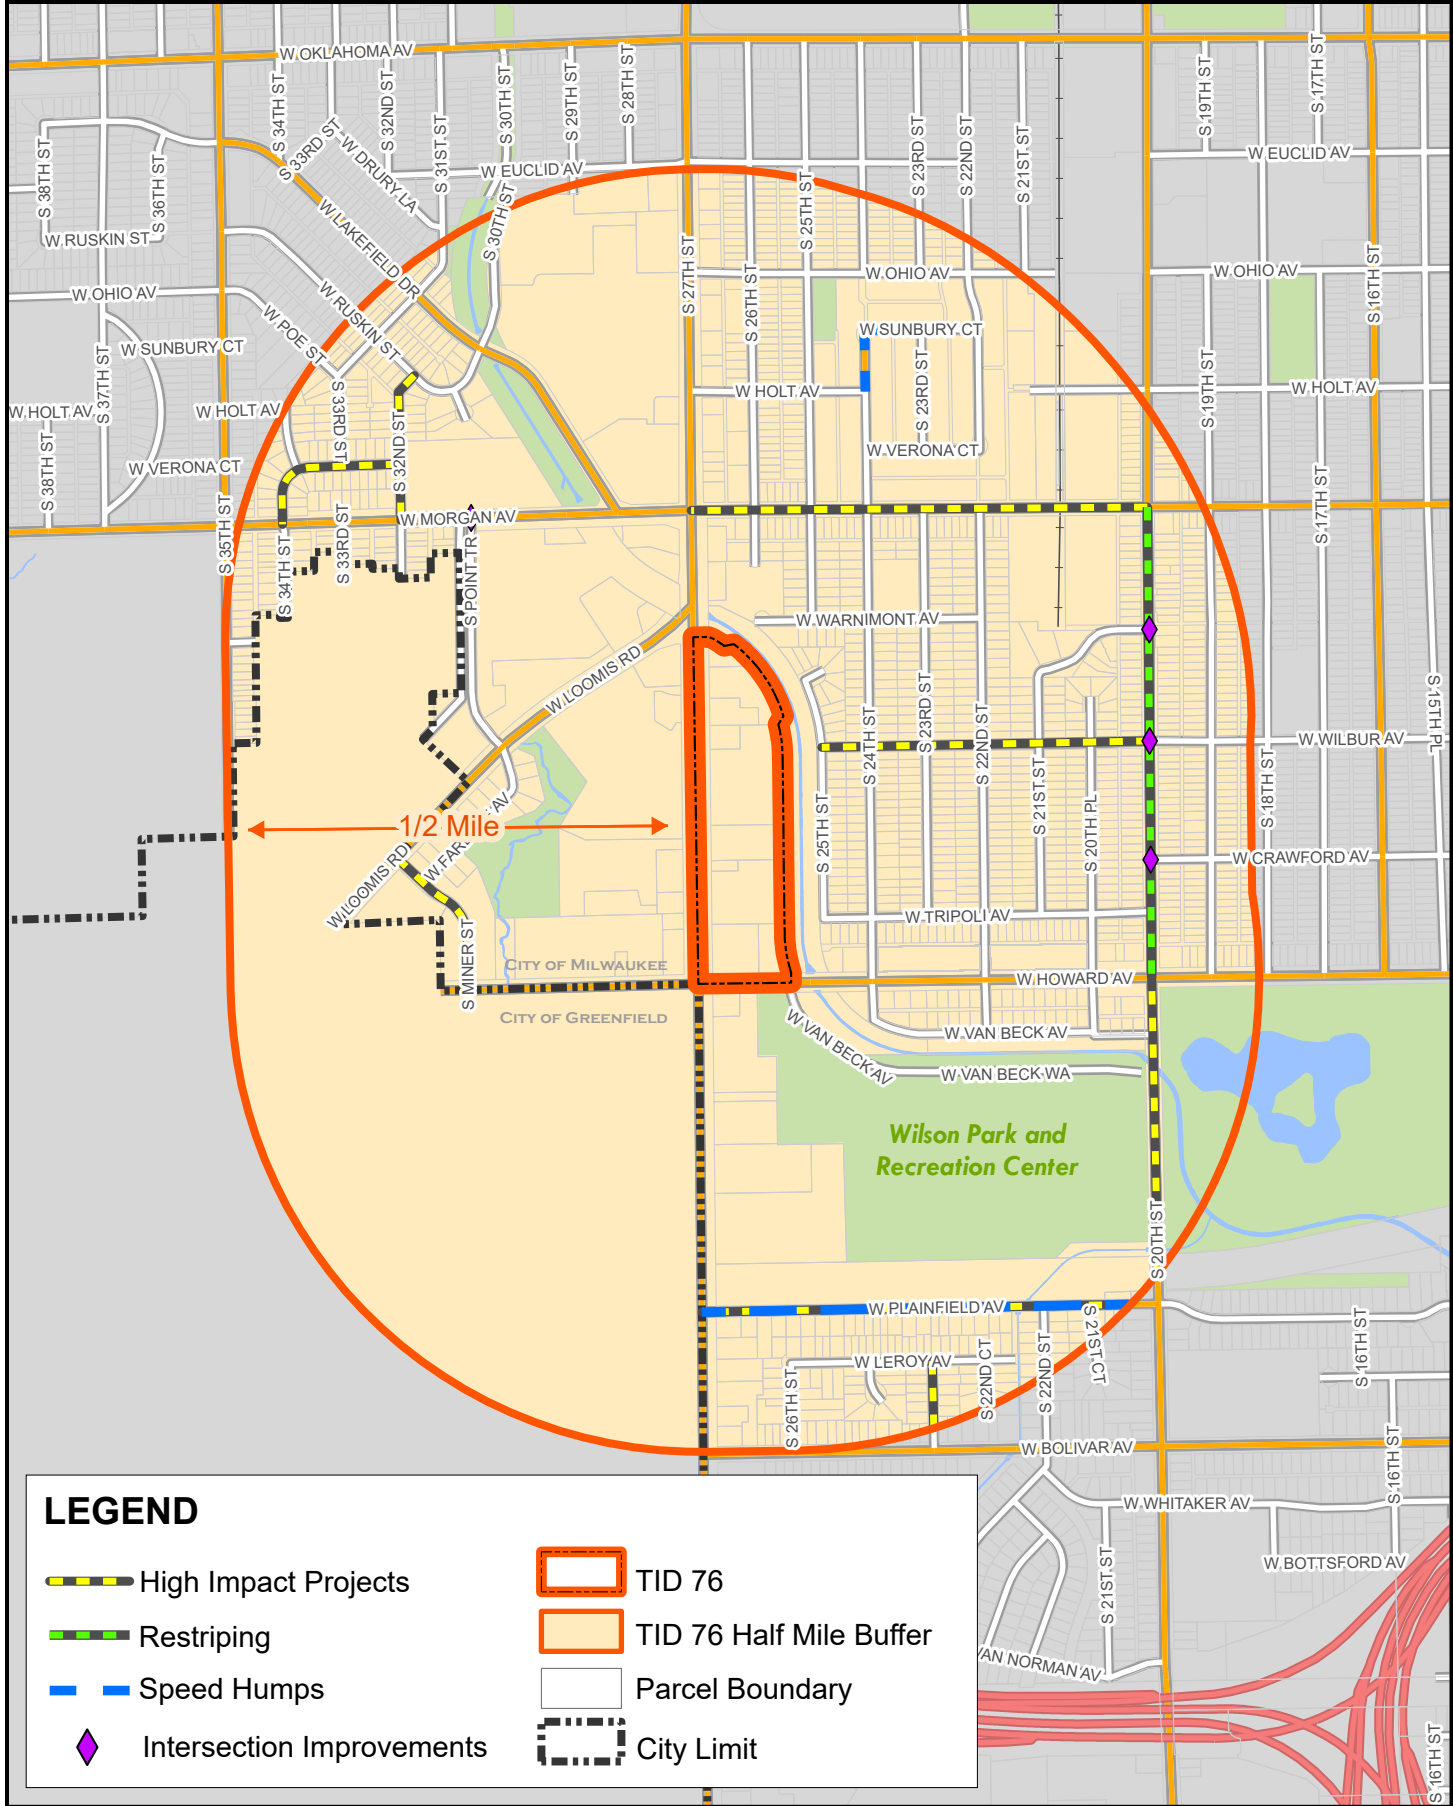 W OKLAHOMA AV
S 34TH ST
S 32ND ST
S 31ST ST
S 30TH ST
S 29TH ST
S 28TH ST
S 19TH ST
S 17TH ST
S 38TH ST
S 36TH ST
S 33RD ST
W DRURY LA
W EUCLID AV
S 23RD ST
S 22ND ST
S 21ST ST
W EUCLID AV
W RUSKIN ST
W LAKEFIELD DR
S 30TH ST
S 27TH ST
S 25TH ST
S 26TH ST
W OHIO AV
W OHIO AV
S 16TH ST
W OHIO AV
W RUSKIN ST
W POE ST
W SUNBURY CT
W SUNBURY CT
S 37TH ST
S 23RD ST
S 19TH ST
W HOLT AV
W HOLT AV
S 33RD ST
S 32ND ST
W HOLT AV
W HOLT AV
S 38TH ST
W VERONA CT
W VERONA CT
S 17TH ST
S 35TH ST
W MORGAN AV
S 34TH ST
S 33RD ST
S POINT TR
W WARNIMONT AV
W LOOMIS RD
S 24TH ST
S 23RD ST
S 22ND ST
S 15TH PL
W WILBUR AV
S 18TH ST
S 21ST ST
S 20TH PL
S 25TH ST
1/2 Mile
W LOOMIS RD
W CRAWFORD AV
W TRIPOLI AV
S MINER ST
CITY OF MILWAUKEE
W HOWARD AV
CITY OF GREENFIELD
W VAN BECK AV
W VAN BECK AV
W VAN BECK WA
Wilson Park and
Recreation Center
S 20TH ST
W PLAINFIELD AV
S 21ST CT
S 16TH ST
W LEROY AV
S 26TH ST
S 22ND CT
S 22ND ST
W BOLIVAR AV
S 16TH ST
W WHITAKER AV
S 21ST ST
W BOTTSFORD AV
VAN NORMAN AV
S 16TH ST
LEGEND
High Impact Projects
Restriping
Speed Humps
Intersection Improvements
TID 76
TID 76 Half Mile Buffer
Parcel Boundary
City Limit